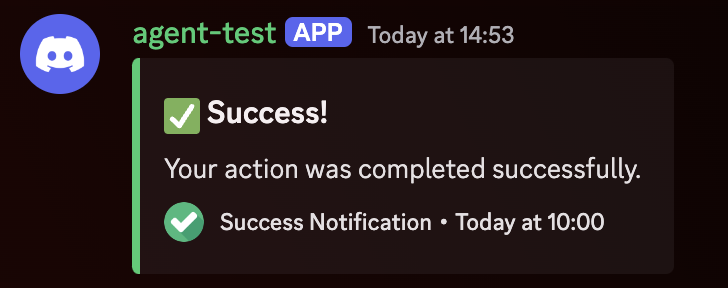 agent-test APP Today at 14:53
✅ Success!
Your action was completed successfully.
Success Notification • Today at 10:00